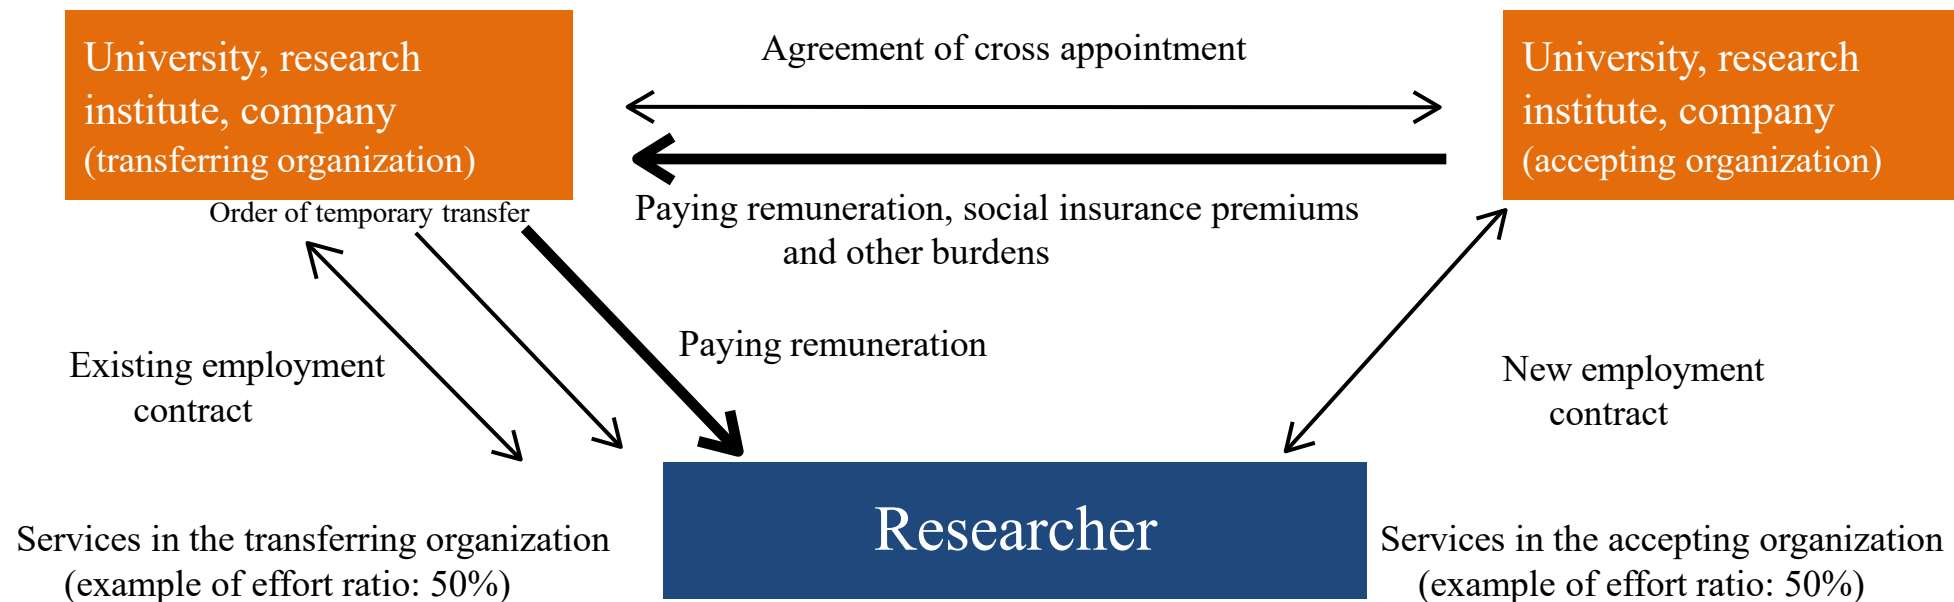 University, research
institute, company
(transferring organization)
Agreement of cross appointment
University, research
institute, company
(accepting organization)
Order of temporary transfer
Paying remuneration, social insurance premiums
and other burdens
Paying remuneration
Existing employment
contract
New employment
contract
Researcher
Services in the transferring organization
(example of effort ratio: 50%)
Services in the accepting organization
(example of effort ratio: 50%)